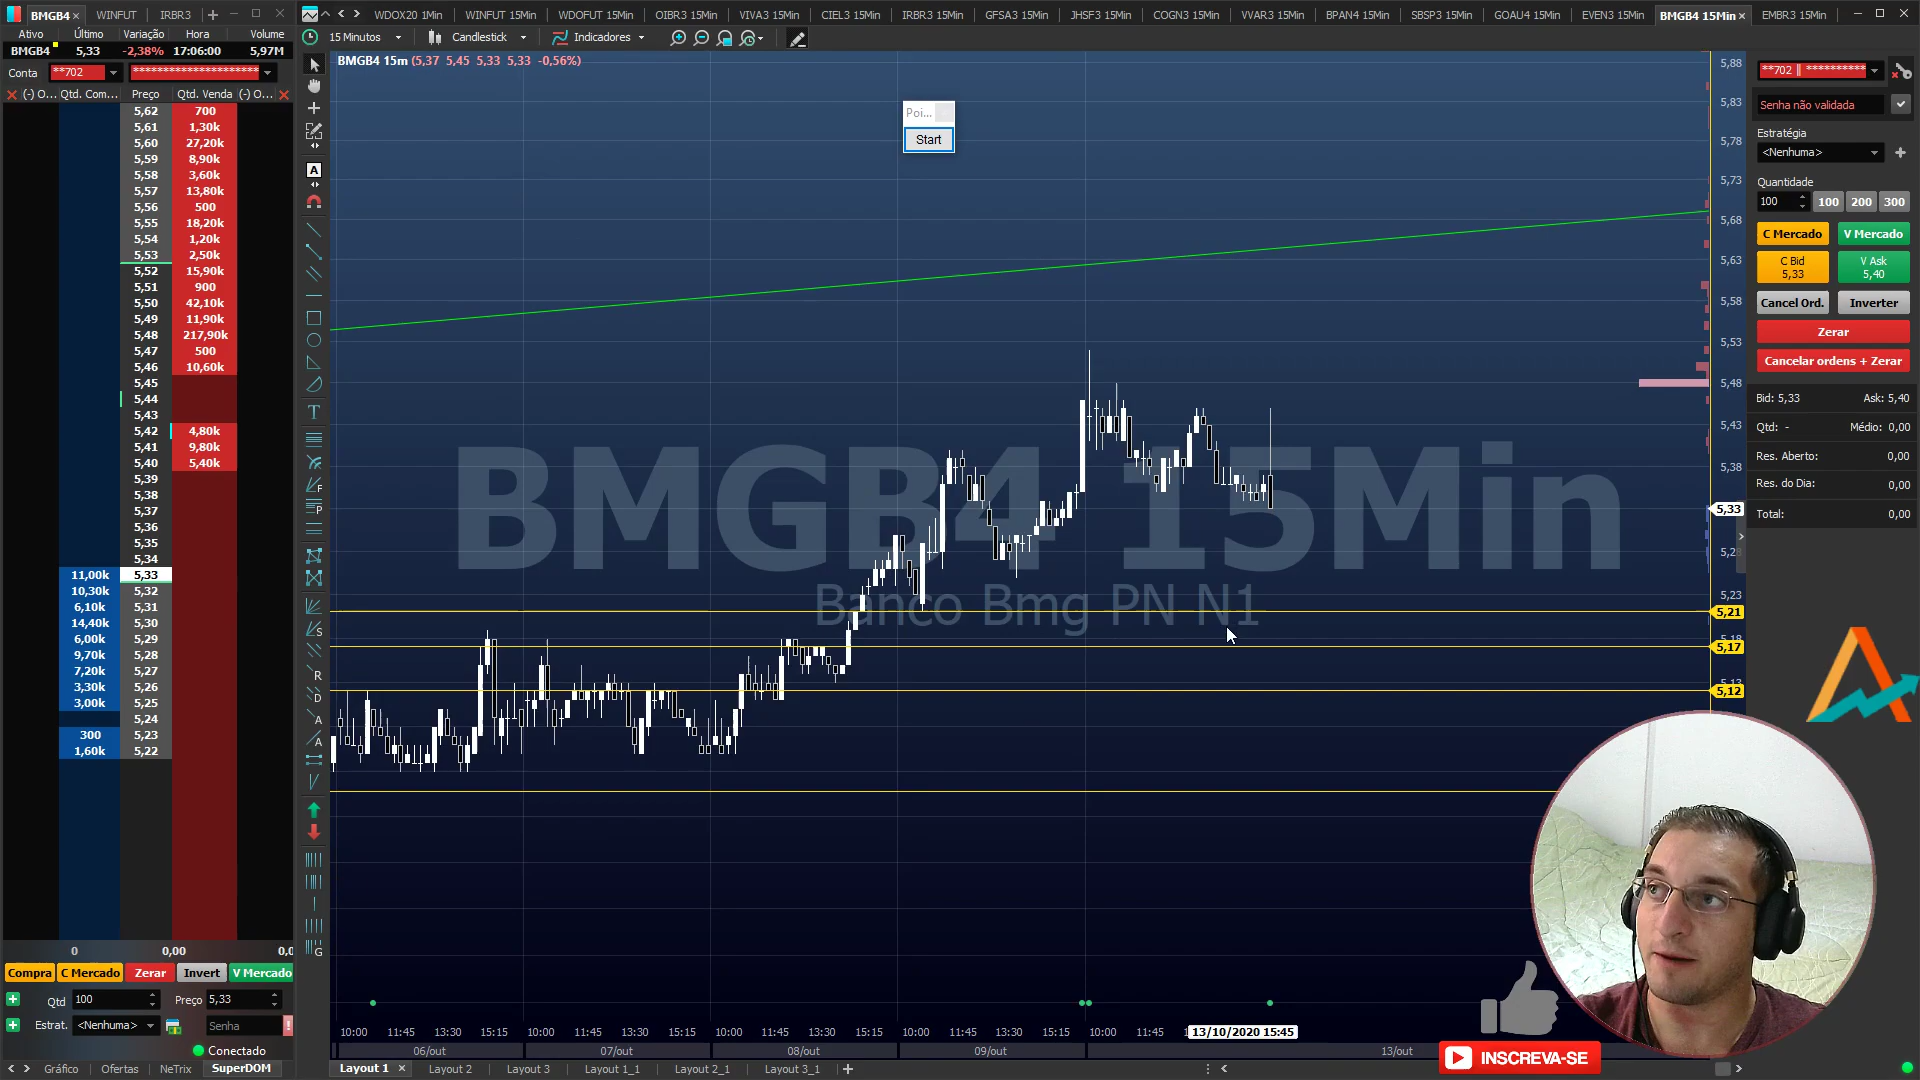 BMGB4 WINFUT IRBR3
WDOX20 1Min WINFUT 15Min WDOFUT 15Min OIBR3 15Min VIVA3 15Min CIEL3 15Min IRBR3 15Min GFSA3 15Min JHSF3 15Min COGN3 15Min VVAR3 15Min BPAN4 15Min SBSP3 15Min GOAU4 15Min EVEN3 15Min BMGB4 15Min EMBR3 15Min
Ativo Último Variação Hora Volume
BMGB4 5,33 -2,38% 17:06:00 5,97M
15 Minutos Candlestick Indicadores
Conta **702 **********************
(-) O... Qtd. Com... Preço Qtd. Venda (-) O...
BMGB4 15m (5,37 5,45 5,33 5,33 -0,56%)
5,62 700
5,61 1,30k
5,60 27,20k
5,59 8,90k
5,58 3,60k
5,57 13,80k
5,56 500
5,55 18,20k
5,54 1,20k
5,53 2,50k
5,52 15,90k
5,51 900
5,50 42,10k
5,49 11,90k
5,48 217,90k
5,47 500
5,46 10,60k
5,45
5,44
5,43
5,42 4,80k
5,41 9,80k
5,40 5,40k
5,39
5,38
5,37
5,36
5,35
5,34
11,00k 5,33
10,30k 5,32
6,10k 5,31
14,40k 5,30
6,00k 5,29
9,70k 5,28
7,20k 5,27
3,30k 5,26
3,00k 5,25
5,24
300 5,23
1,60k 5,22
0 0,00 0,0
Compra C Mercado Zerar Invert V Mercado
Qtd 100 Preço 5,33
Estrat. <Nenhuma> Senha !
Conectado
Gráfico Ofertas NeTrix SuperDOM
Poi...
Start
BMGB4 15Min
Banco Bmg PN N1
5,88
5,83
5,78
5,73
5,68
5,63
5,58
5,53
5,48
5,43
5,38
5,33
5,28
5,23
5,21
5,18
5,17
5,13
5,12
10:00 11:45 13:30 15:15 10:00 11:45 13:30 15:15 10:00 11:45 13:30 15:15 10:00 11:45 13:30 15:15 10:00 11:45 13/10/2020 15:45
06/out 07/out 08/out 09/out 13/out
Layout 1 Layout 2 Layout 3 Layout 1_1 Layout 2_1 Layout 3_1
**702 || **********
Senha não validada
Estratégia
<Nenhuma>
Quantidade
100 100 200 300
C Mercado V Mercado
C Bid V Ask
5,33 5,40
Cancel Ord. Inverter
Zerar
Cancelar ordens + Zerar
Bid: 5,33 Ask: 5,40
Qtd: - Médio: 0,00
Res. Aberto: 0,00
Res. do Dia: 0,00
Total: 0,00
INSCREVA-SE
A
T
F
P
S
R
D
A
A
G